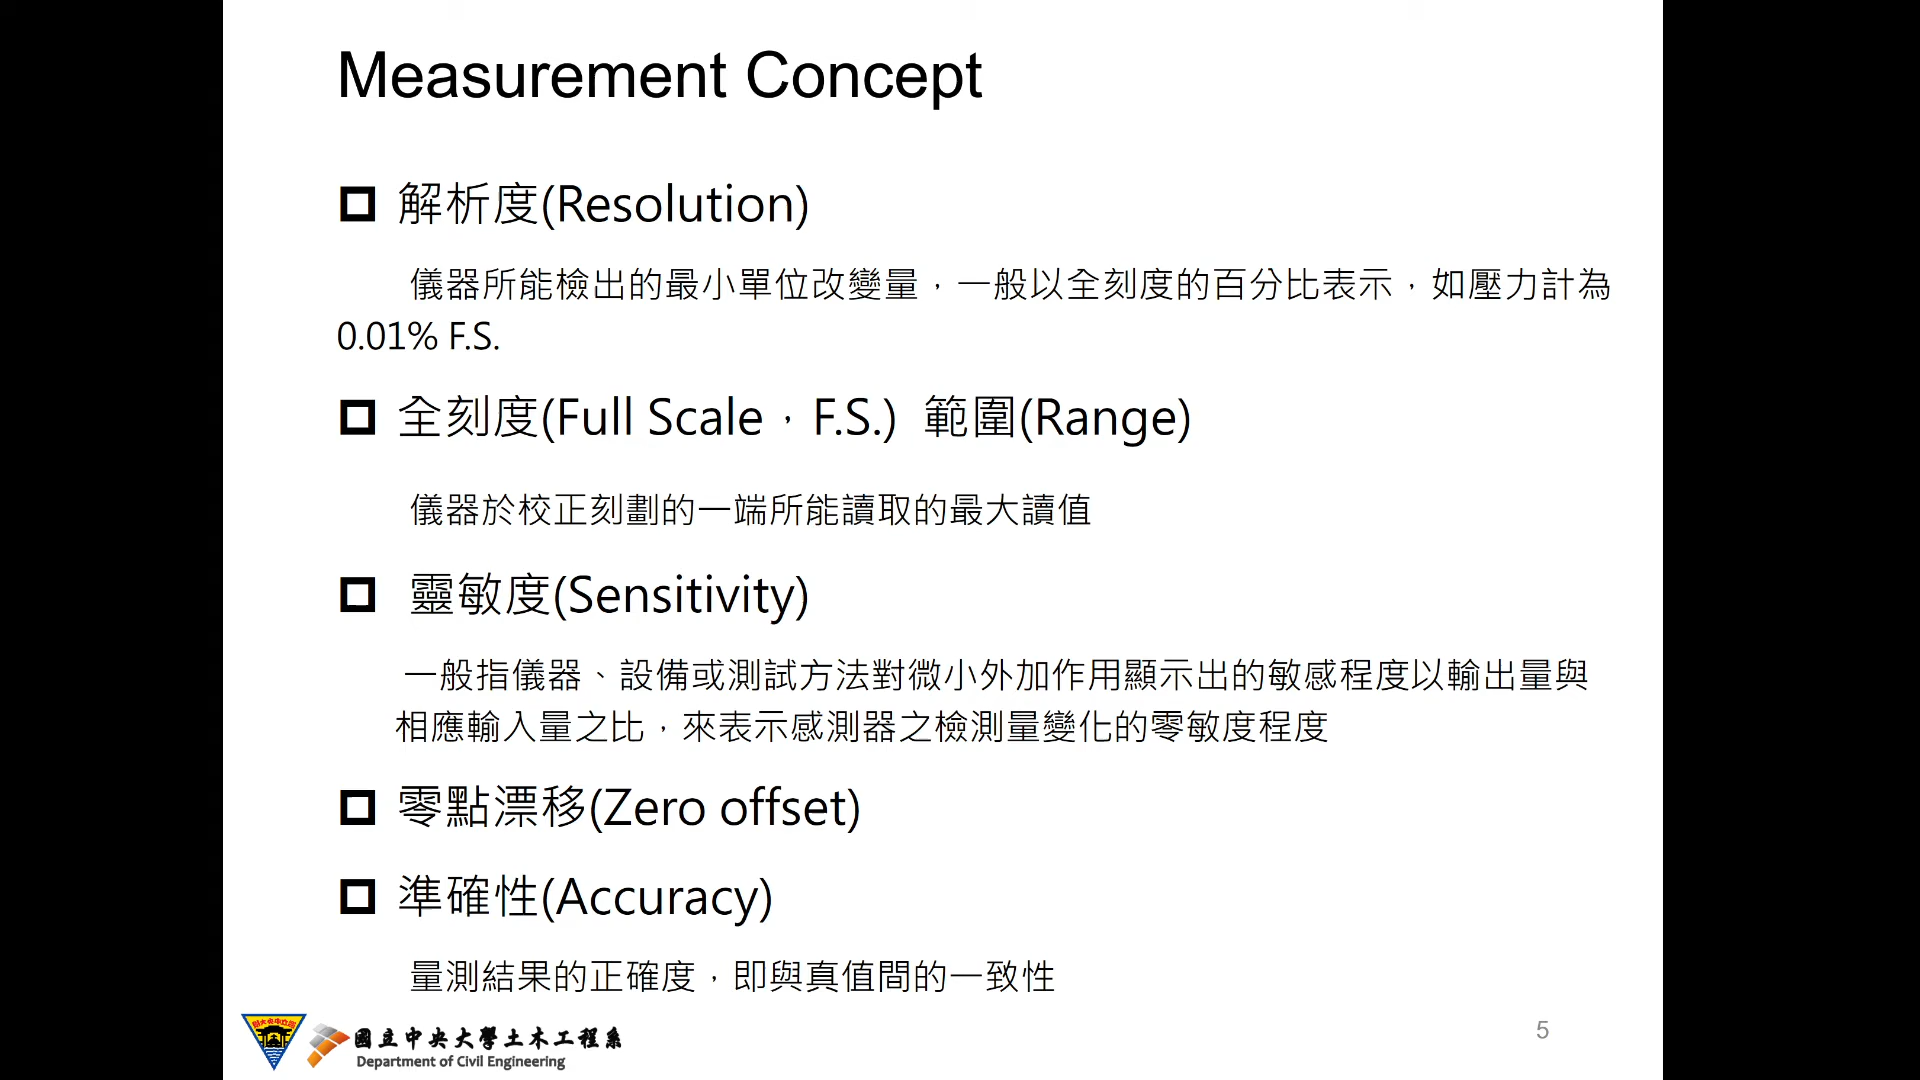 Measurement Concept
解析度(Resolution)
儀器所能檢出的最小單位改變量，一般以全刻度的百分比表示，如壓力計為
0.01% F.S.
全刻度(Full Scale，F.S.) 範圍(Range)
儀器於校正刻劃的一端所能讀取的最大讀值
靈敏度(Sensitivity)
一般指儀器、設備或測試方法對微小外加作用顯示出的敏感程度以輸出量與
相應輸入量之比，來表示感測器之檢測量變化的零敏度程度
零點漂移(Zero offset)
準確性(Accuracy)
量測結果的正確度，即與真值間的一致性
國立中央大學土木工程系
Department of Civil Engineering
5